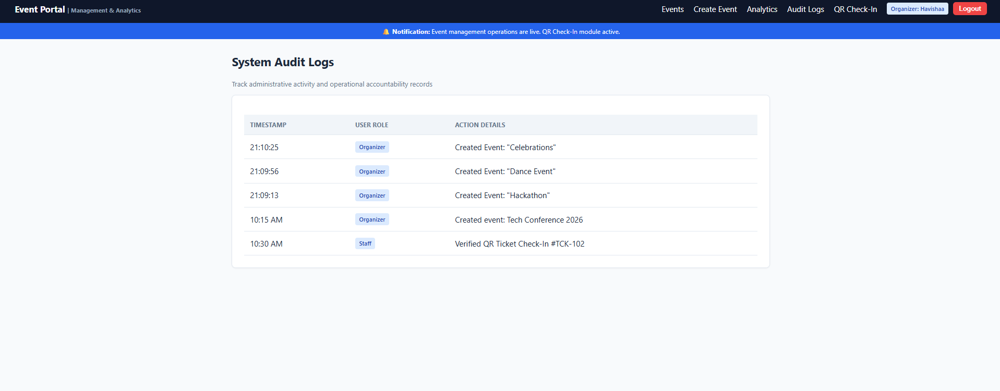 Event Portal | Management & Analytics
Events Create Event Analytics Audit Logs QR Check-In Organizer: Havishaa Logout
🔔 Notification: Event management operations are live. QR Check-In module active.
System Audit Logs
Track administrative activity and operational accountability records
TIMESTAMP USER ROLE ACTION DETAILS
21:10:25 Organizer Created Event: "Celebrations"
21:09:56 Organizer Created Event: "Dance Event"
21:09:13 Organizer Created Event: "Hackathon"
10:15 AM Organizer Created event: Tech Conference 2026
10:30 AM Staff Verified QR Ticket Check-In #TCK-102